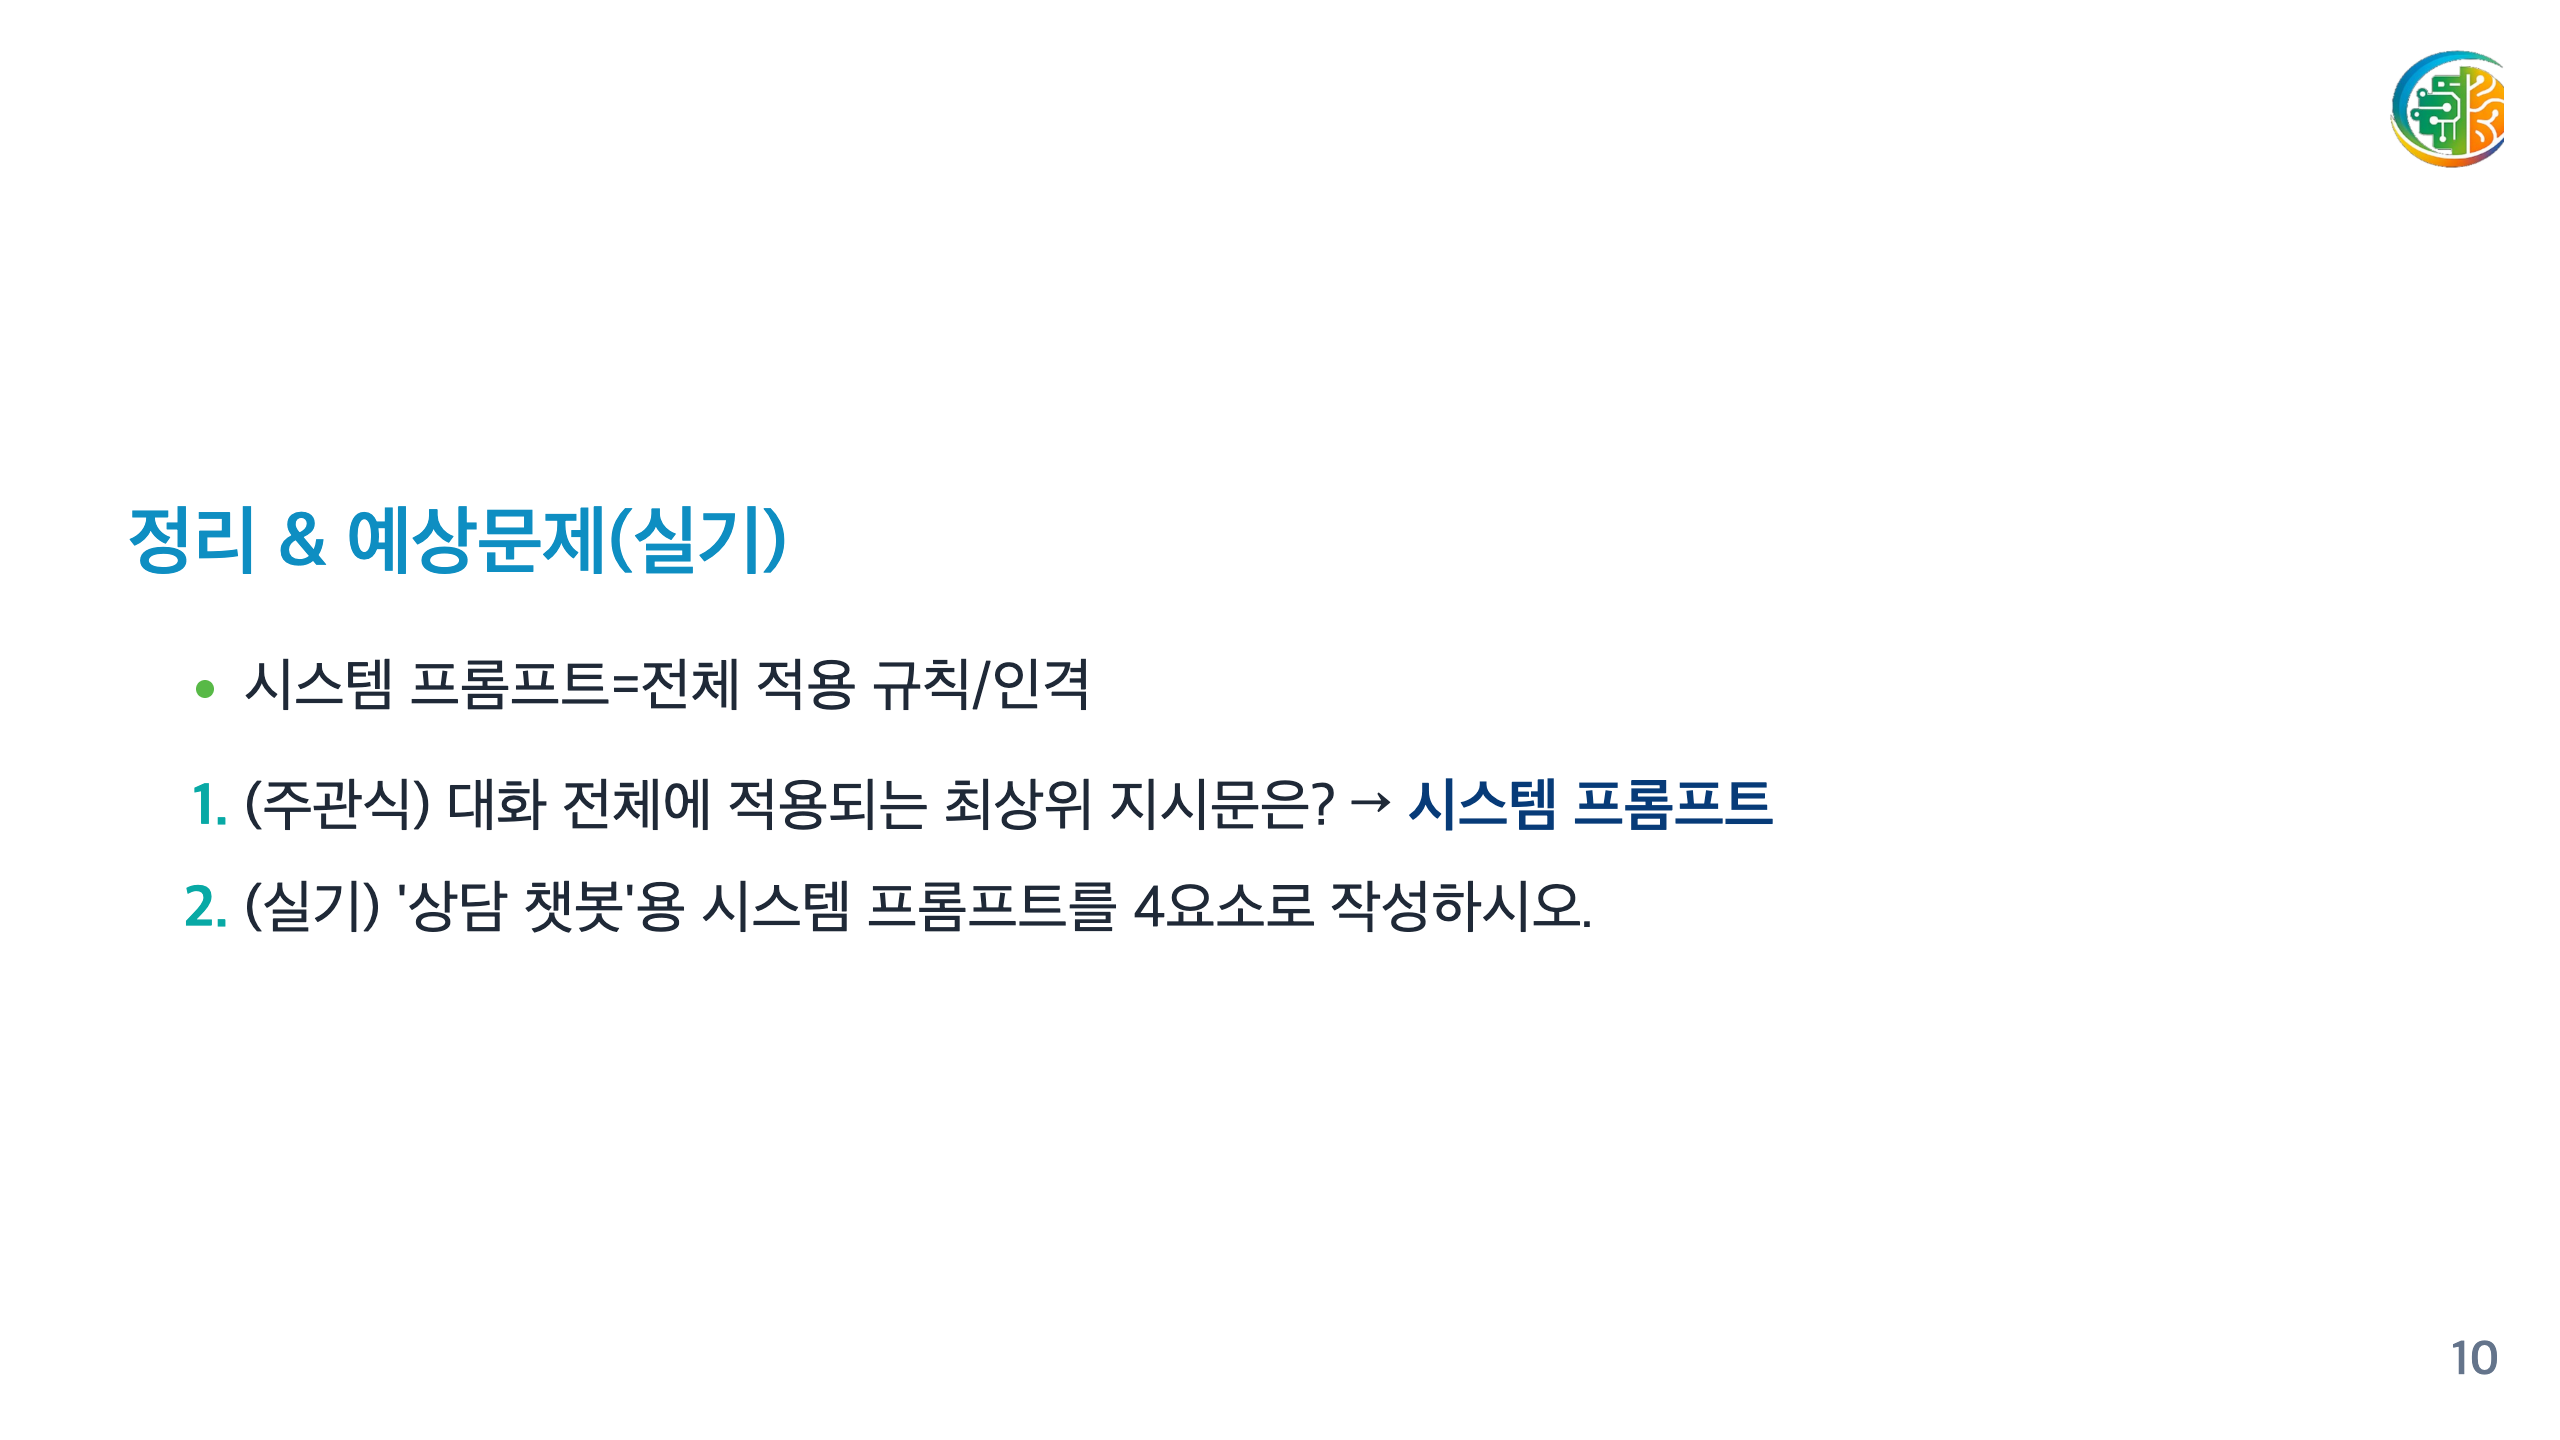 정리 & 예상문제(실기)
• 시스템 프롬프트=전체 적용 규칙/인격
1. (주관식) 대화 전체에 적용되는 최상위 지시문은? → 시스템 프롬프트
2. (실기) '상담 챗봇'용 시스템 프롬프트를 4요소로 작성하시오.
10